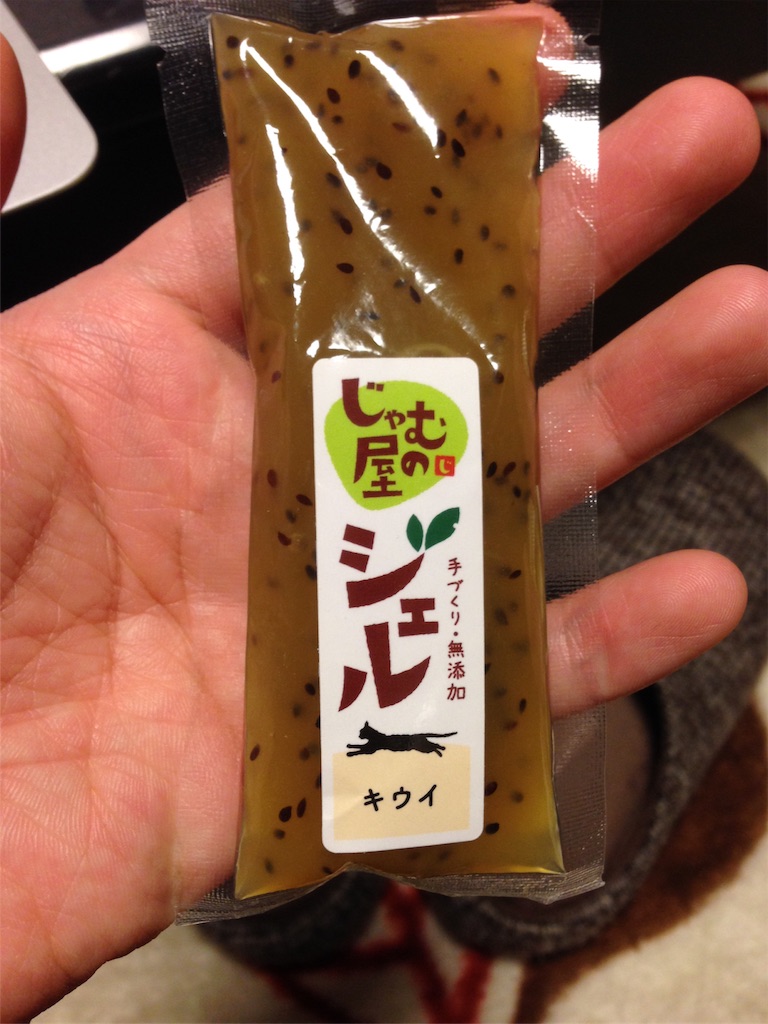 じゃむの屋
じ
ジェル
手づくり・無添加
キウイ